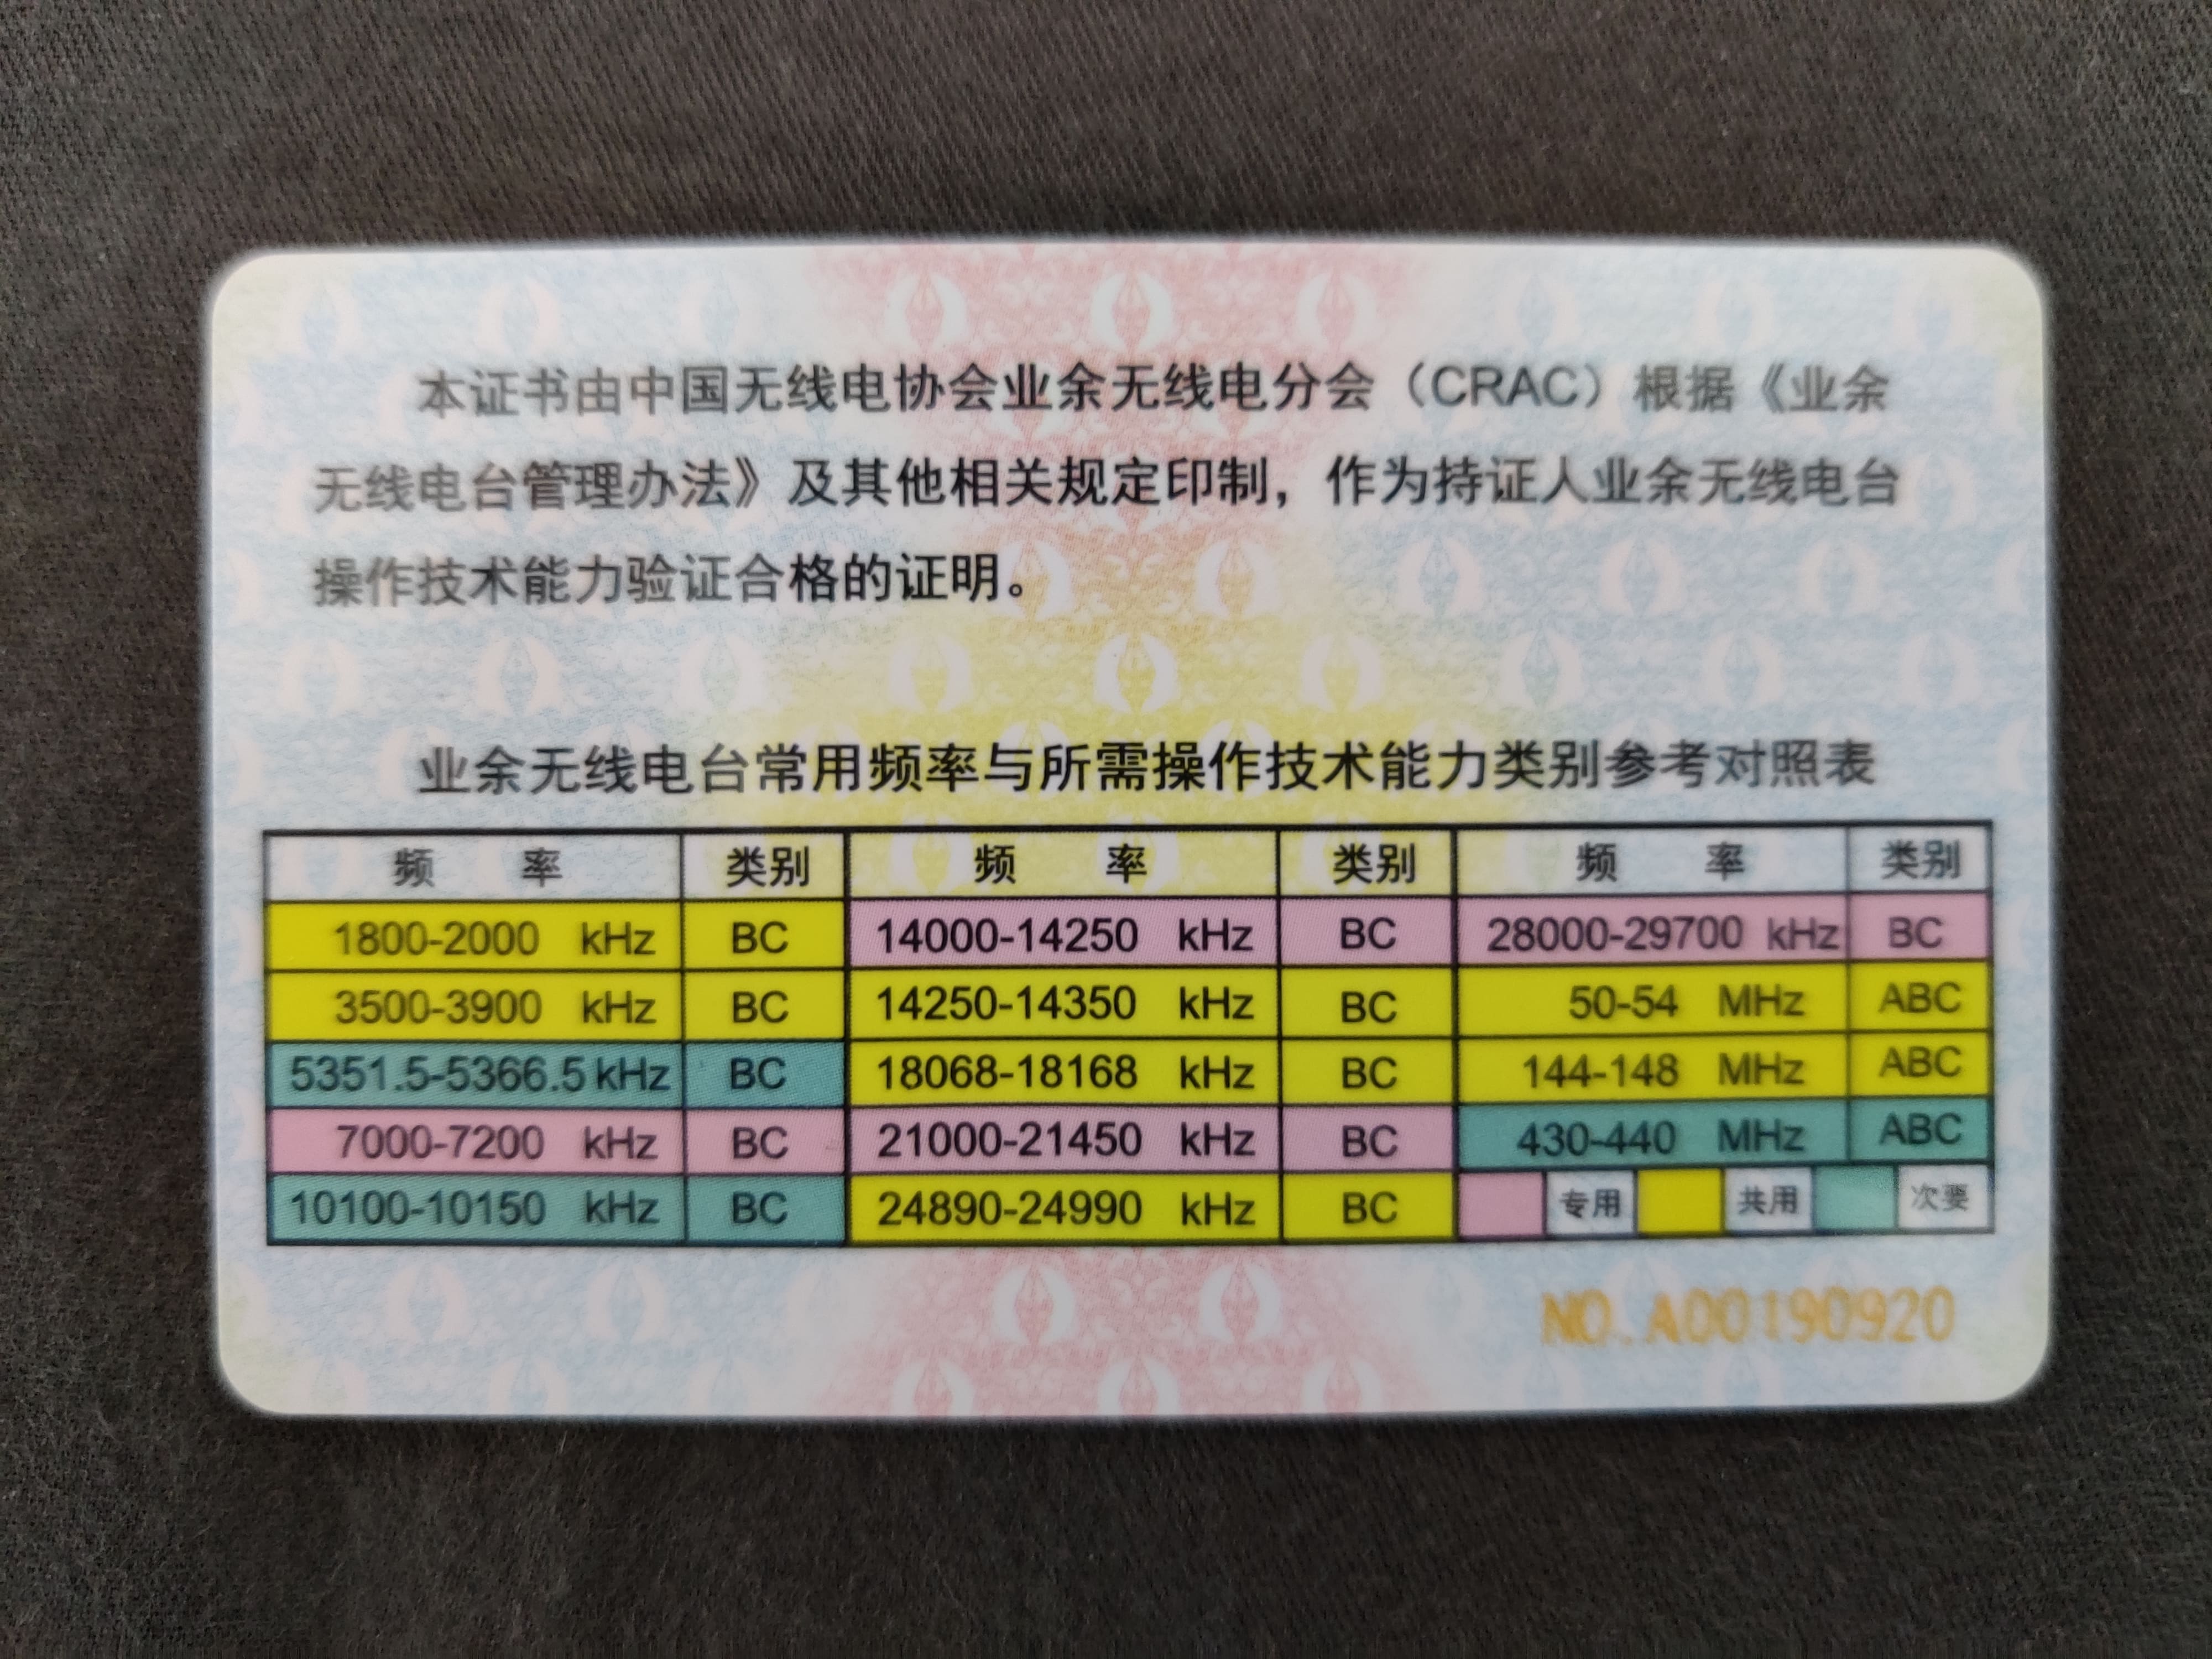 本证书由中国无线电协会业余无线电分会（CRAC）根据《业余
无线电台管理办法》及其他相关规定印制，作为持证人业余无线电台
操作技术能力验证合格的证明。
业余无线电台常用频率与所需操作技术能力类别参考对照表
频 率 类别 频 率 类别 频 率 类别
1800-2000 kHz BC 14000-14250 kHz BC 28000-29700 kHz BC
3500-3900 kHz BC 14250-14350 kHz BC 50-54 MHz ABC
5351.5-5366.5 kHz BC 18068-18168 kHz BC 144-148 MHz ABC
7000-7200 kHz BC 21000-21450 kHz BC 430-440 MHz ABC
10100-10150 kHz BC 24890-24990 kHz BC 专用 共用 次要
NO.A00190920